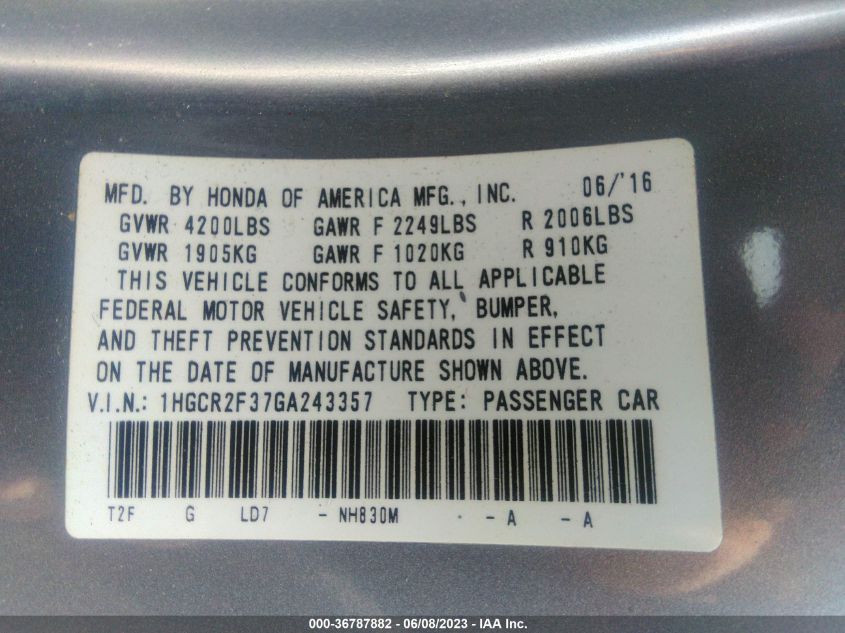 MFD. BY HONDA OF AMERICA MFG., INC. 06/'16
GVWR 4200LBS GAWR F 2249LBS R 2006LBS
GVWR 1905KG GAWR F 1020KG R 910KG
THIS VEHICLE CONFORMS TO ALL APPLICABLE
FEDERAL MOTOR VEHICLE SAFETY, BUMPER,
AND THEFT PREVENTION STANDARDS IN EFFECT
ON THE DATE OF MANUFACTURE SHOWN ABOVE.
V.I.N.: 1HGCR2F37GA243357 TYPE: PASSENGER CAR
T2F G LD7 - NH830M - - A - A
000-36787882 - 06/08/2023 - IAA Inc.